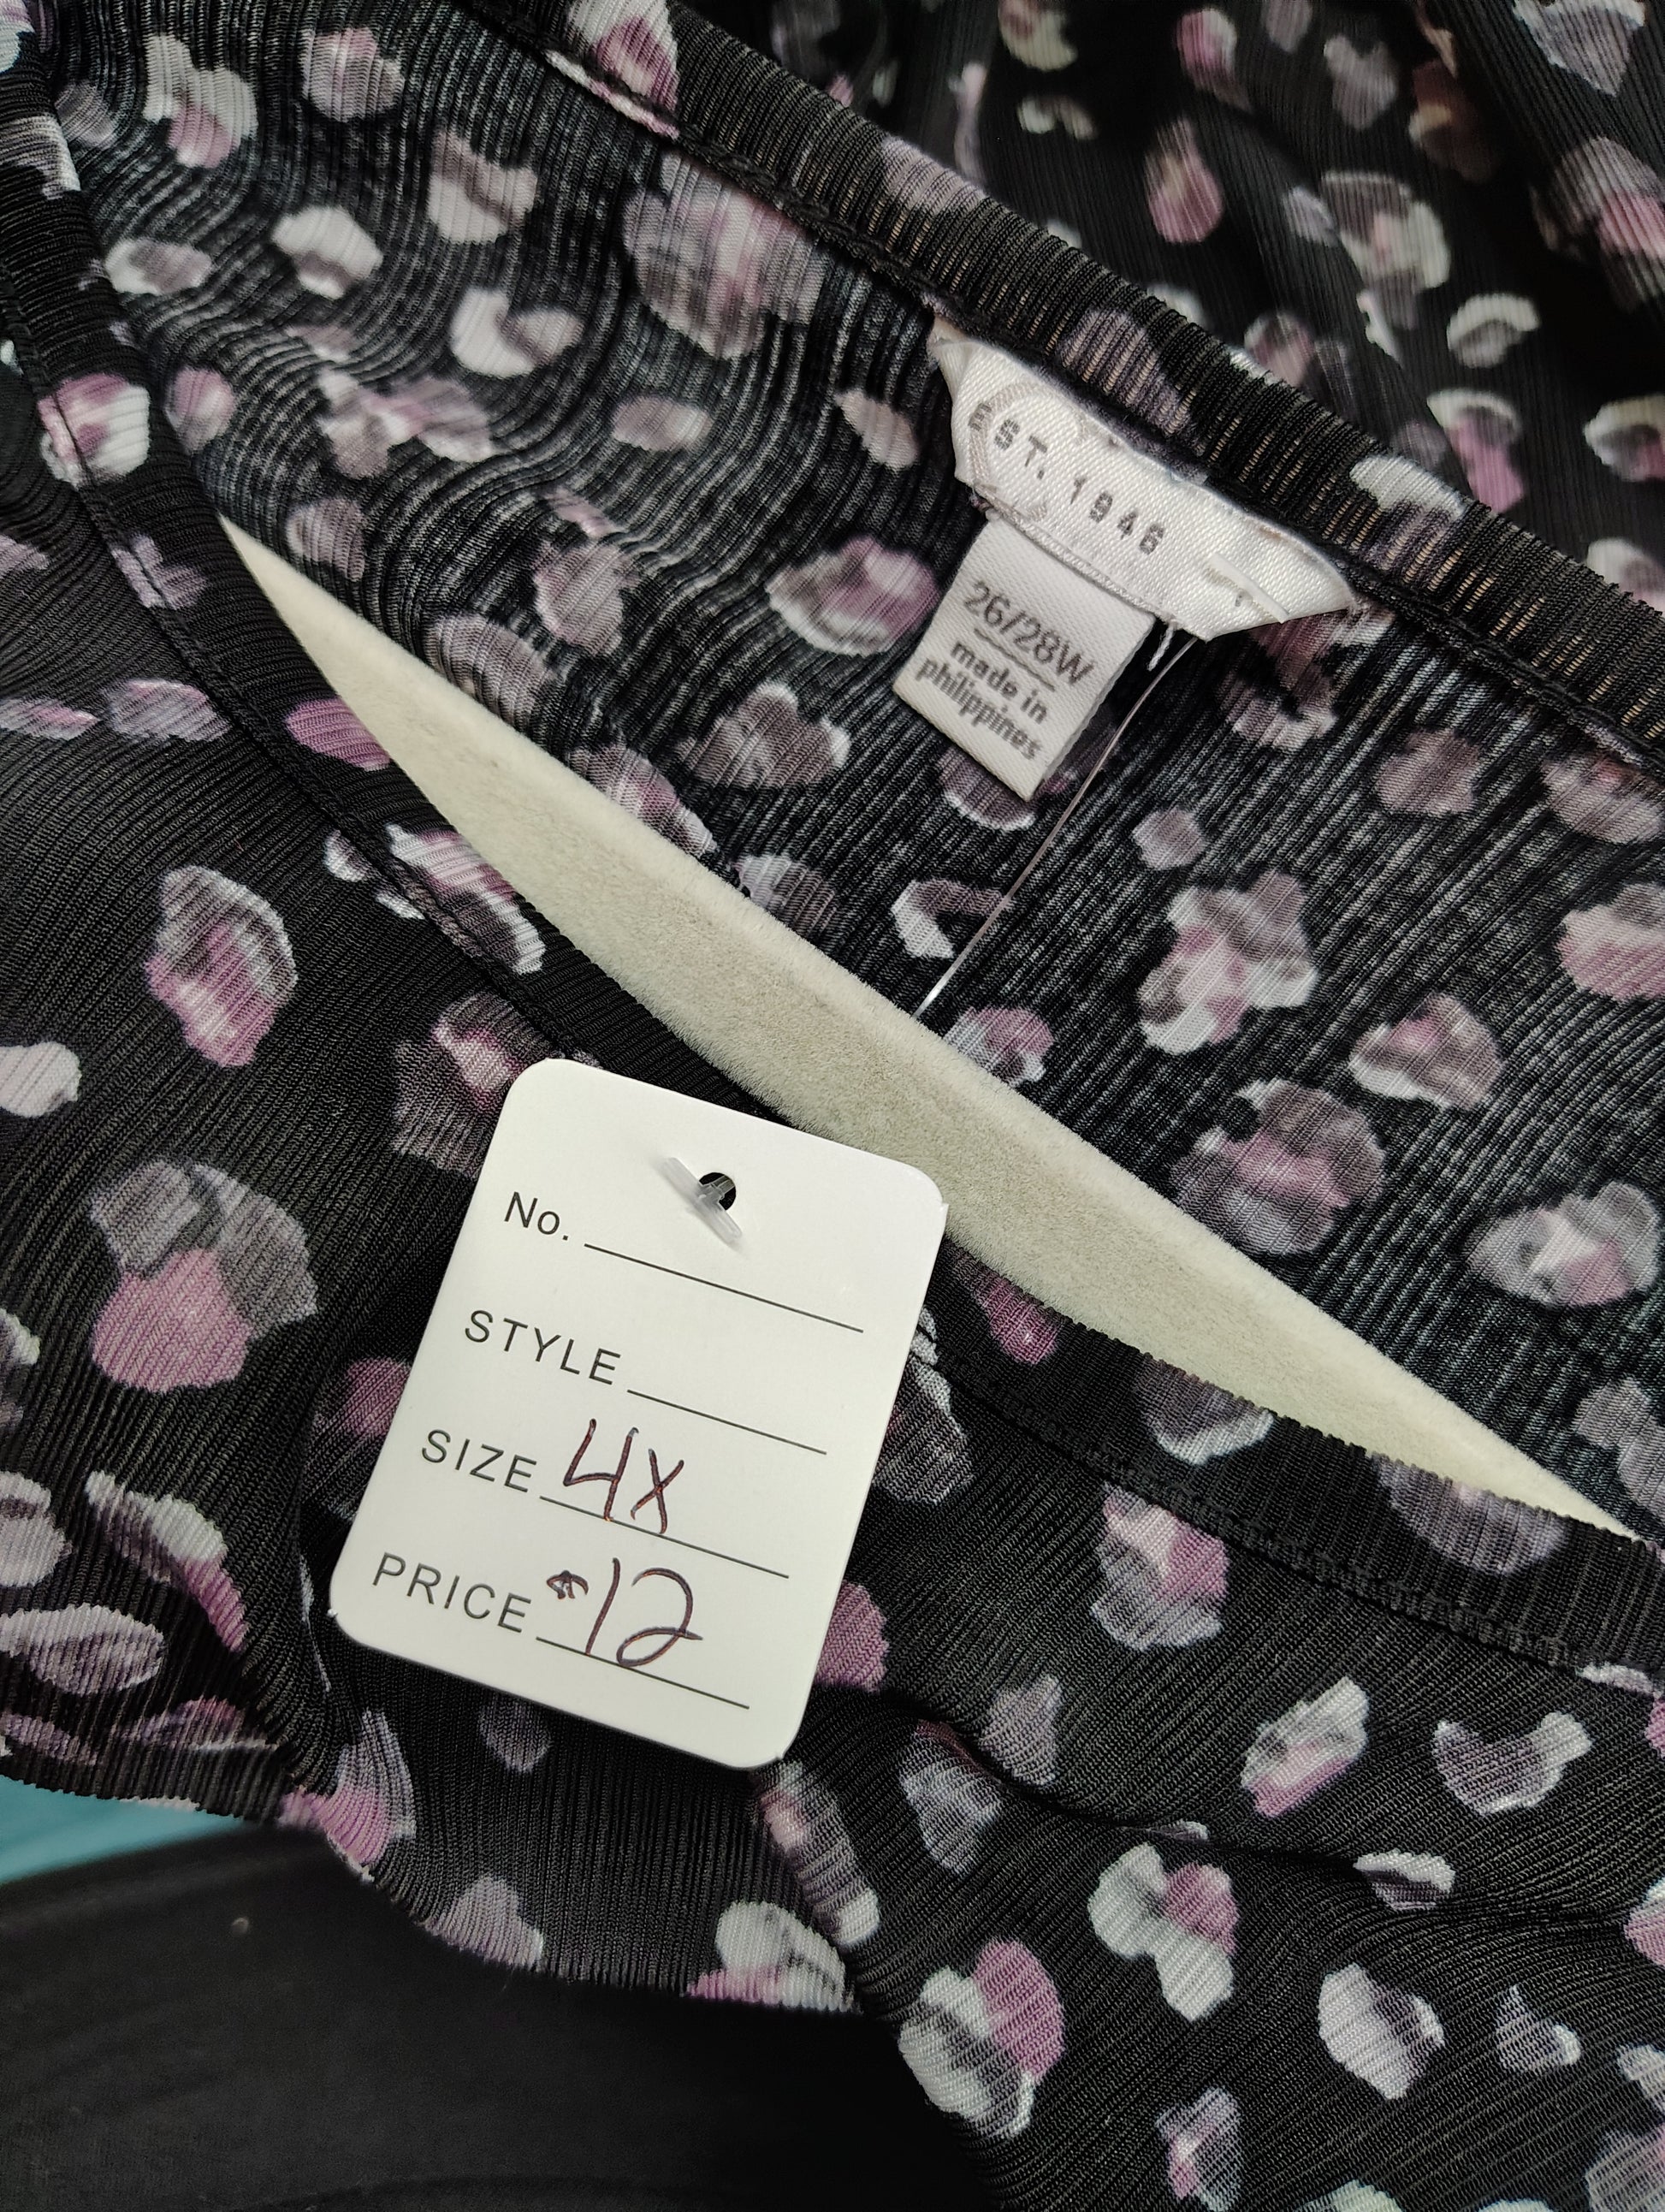 EST. 1946
26/28W
made in
philippines
No.
STYLE
SIZE 4X
PRICE $12